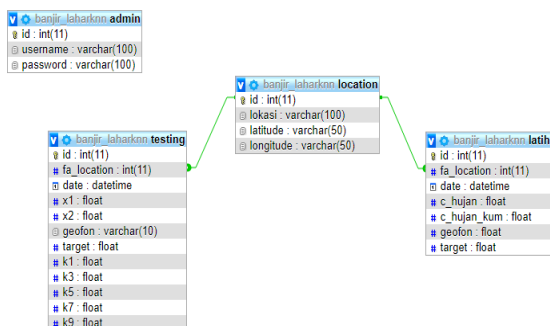 banjir_laharknn admin
id : int(11)
username : varchar(100)
password : varchar(100)
banjir_laharknn location
id : int(11)
lokasi : varchar(100)
latitude : varchar(50)
longitude : varchar(50)
banjir_laharknn testing
id : int(11)
fa_location : int(11)
date : datetime
x1 : float
x2 : float
geofon : varchar(10)
target : float
k1 : float
k3 : float
k5 : float
k7 : float
k9 : float
banjir_laharknn latih
id : int(11)
fa_location : int(11)
date : datetime
c_hujan : float
c_hujan_kum : float
geofon : float
target : float